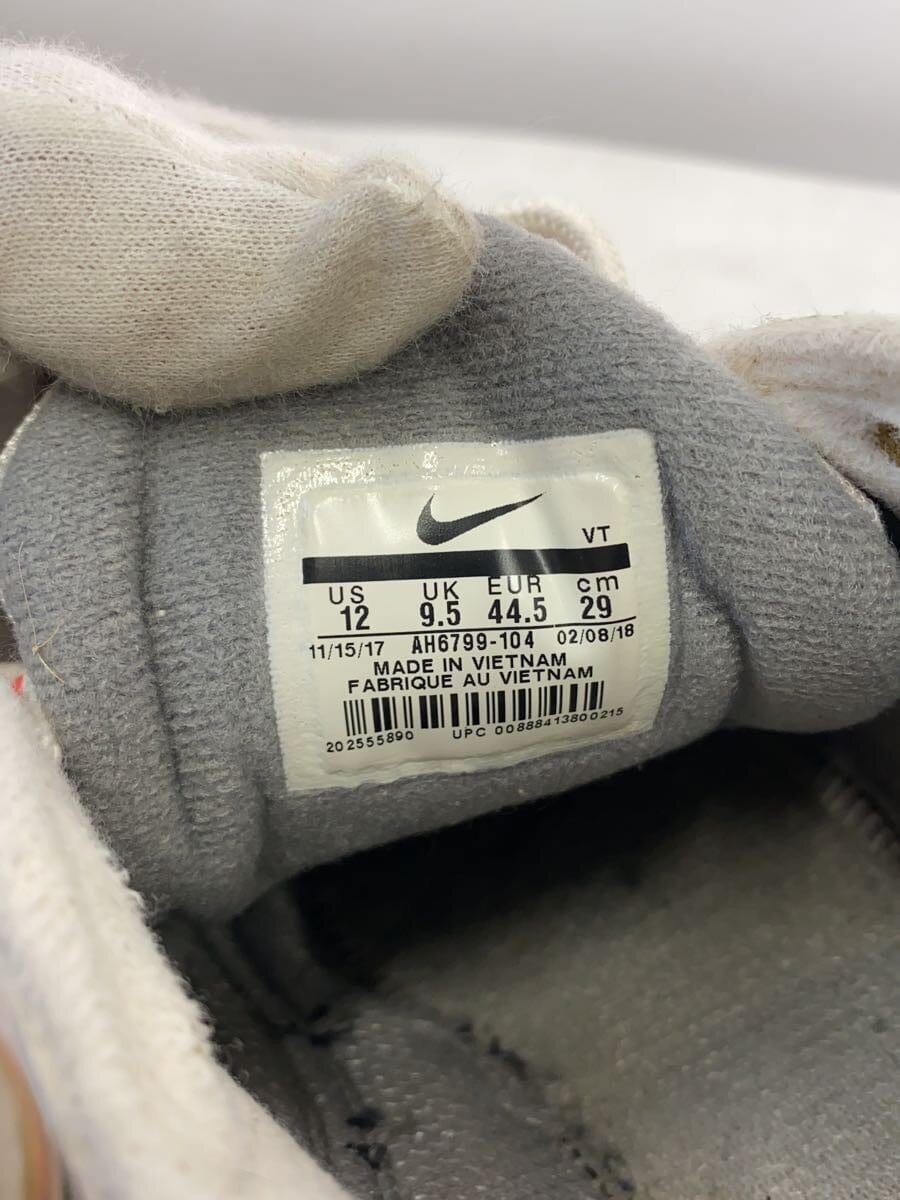 VT
US UK EUR cm
12 9.5 44.5 29
11/15/17 AH6799-104 02/08/18
MADE IN VIETNAM
FABRIQUE AU VIETNAM
202555890 UPC 00888413800215